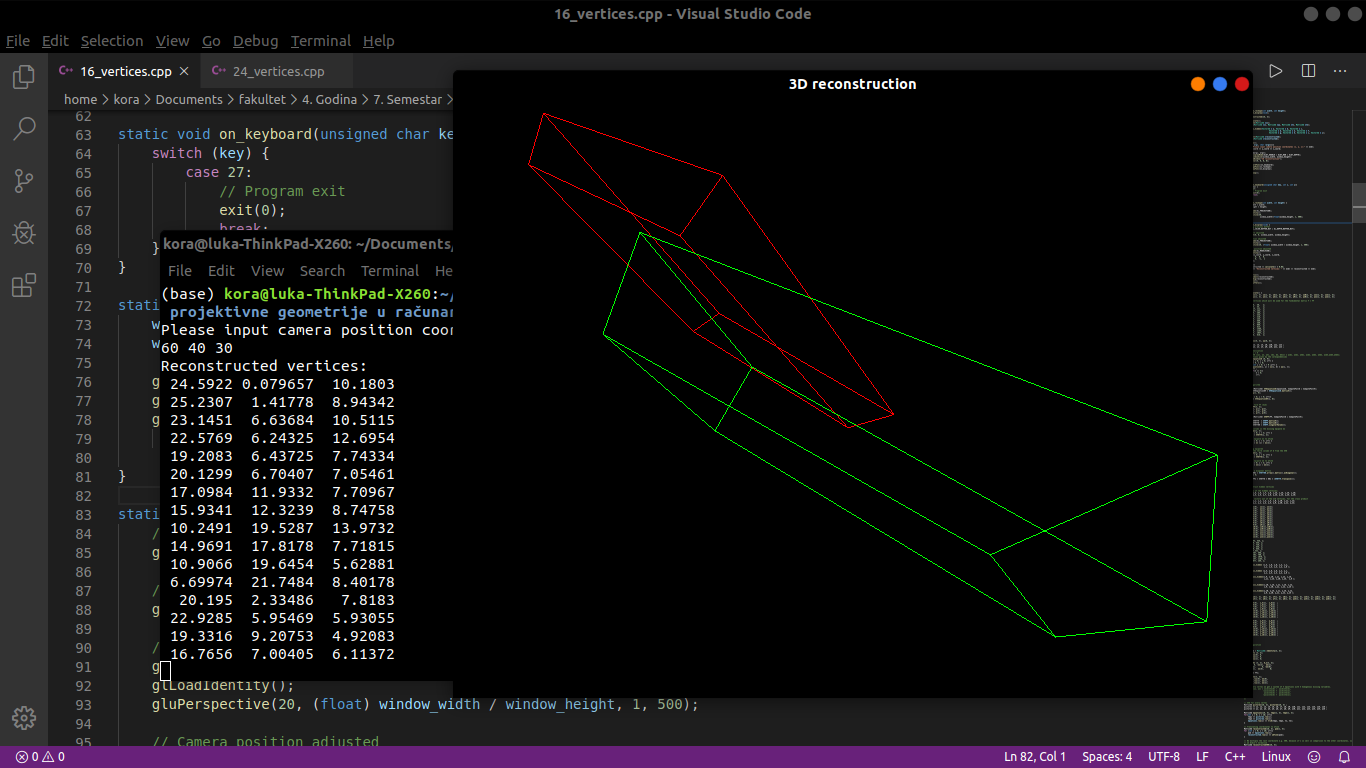 16_vertices.cpp - Visual Studio Code
File Edit Selection View Go Debug Terminal Help
16_vertices.cpp
24_vertices.cpp
home > kora > Documents > fakultet > 4. Godina > 7. Semestar >
3D reconstruction
62
63 static void on_keyboard(unsigned char ke
64 switch (key) {
65 case 27:
66 // Program exit
67 exit(0);
68 break;
69 }
70 }
71
72 stati
73 w
74 w
75
76 g
77 g
78 g
79
80
81 }
82
83 stati
84 //
85 g
86
87 //
88 g
89
90 //
91 g
92 glLoadIdentity();
93 gluPerspective(20, (float) window_width / window_height, 1, 500);
94
95 // Camera position adjusted
kora@luka-ThinkPad-X260: ~/Documents/
File Edit View Search Terminal He
(base) kora@luka-ThinkPad-X260:~/
projektivne geometrije u računar
Please input camera position coor
60 40 30
Reconstructed vertices:
24.5922 0.079657 10.1803
25.2307 1.41778 8.94342
23.1451 6.63684 10.5115
22.5769 6.24325 12.6954
19.2083 6.43725 7.74334
20.1299 6.70407 7.05461
17.0984 11.9332 7.70967
15.9341 12.3239 8.74758
10.2491 19.5287 13.9732
14.9691 17.8178 7.71815
10.9066 19.6454 5.62881
6.69974 21.7484 8.40178
20.195 2.33486 7.8183
22.9285 5.95469 5.93055
19.3316 9.20753 4.92083
16.7656 7.00405 6.11372
0 0
Ln 82, Col 1 Spaces: 4 UTF-8 LF C++ Linux